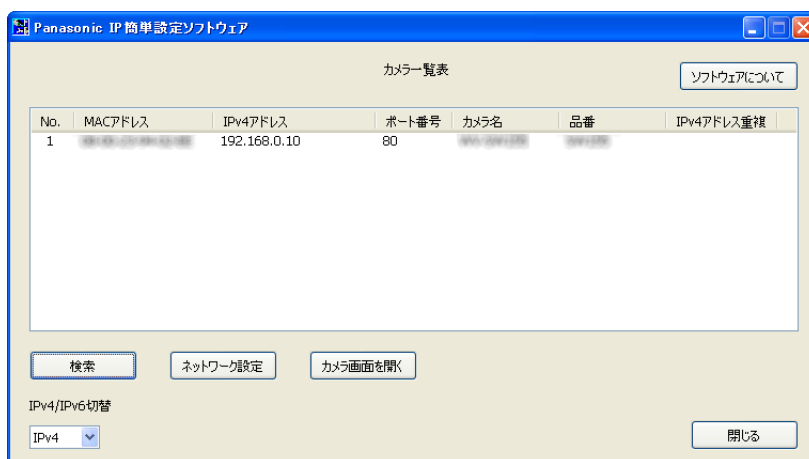 Panasonic IP簡単設定ソフトウェア
カメラ一覧表
ソフトウェアについて
No. MACアドレス IPv4アドレス ポート番号 カメラ名 品番 IPv4アドレス重複
1 192.168.0.10 80
検索 ネットワーク設定 カメラ画面を開く
IPv4/IPv6切替
IPv4
閉じる